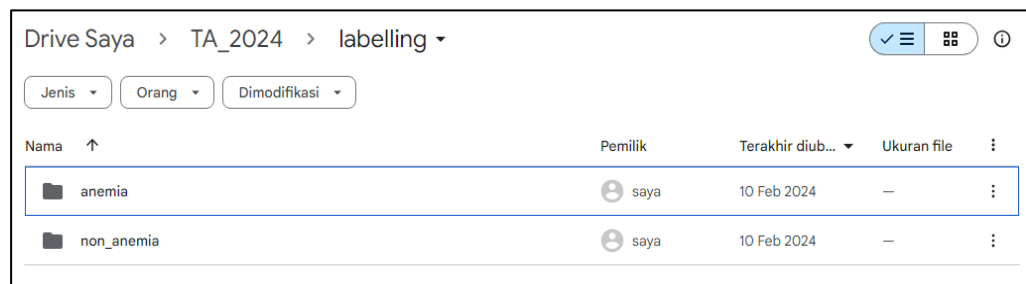 Drive Saya > TA_2024 > labelling
Jenis Orang Dimodifikasi
Nama Pemilik Terakhir diub... Ukuran file
anemia saya 10 Feb 2024 —
non_anemia saya 10 Feb 2024 —